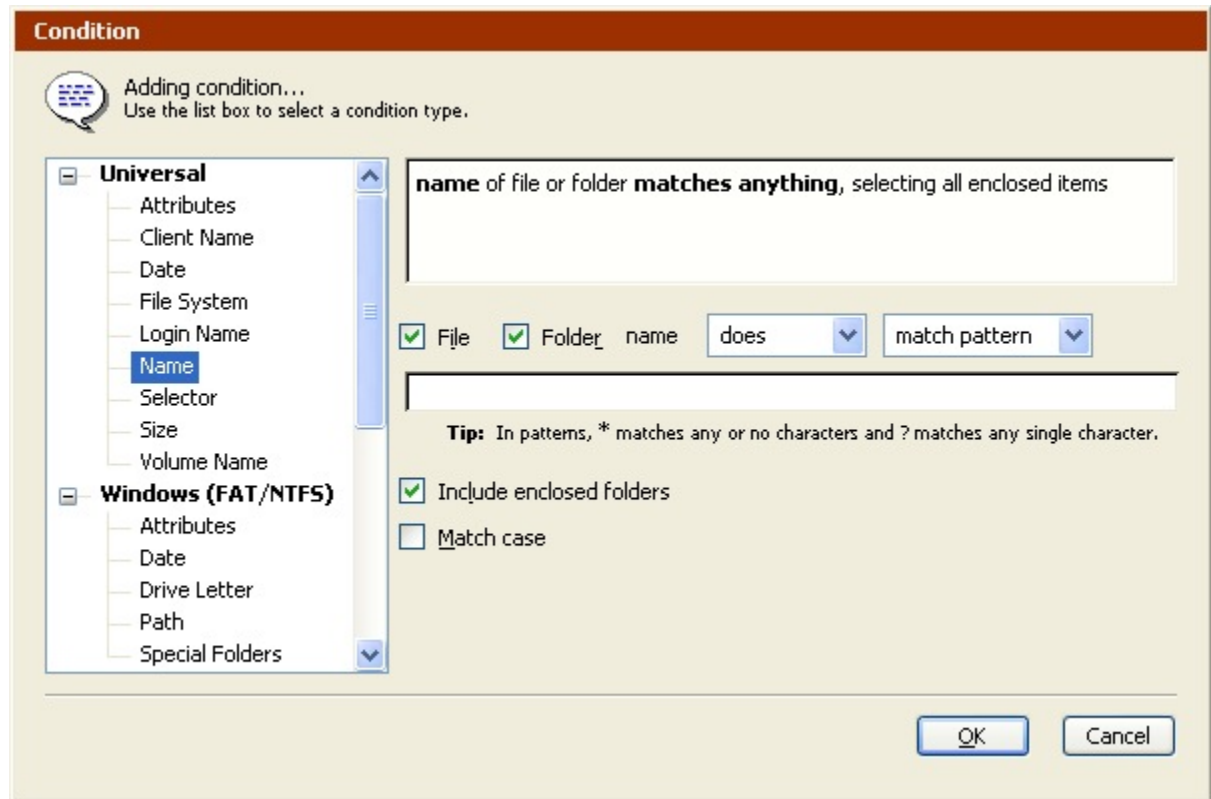 Condition
Adding condition...
Use the list box to select a condition type.
Universal
Attributes
Client Name
Date
File System
Login Name
Name
Selector
Size
Volume Name
Windows (FAT/NTFS)
Attributes
Date
Drive Letter
Path
Special Folders
name of file or folder matches anything, selecting all enclosed items
File Folder name does match pattern
Tip: In patterns, * matches any or no characters and ? matches any single character.
Include enclosed folders
Match case
OK Cancel